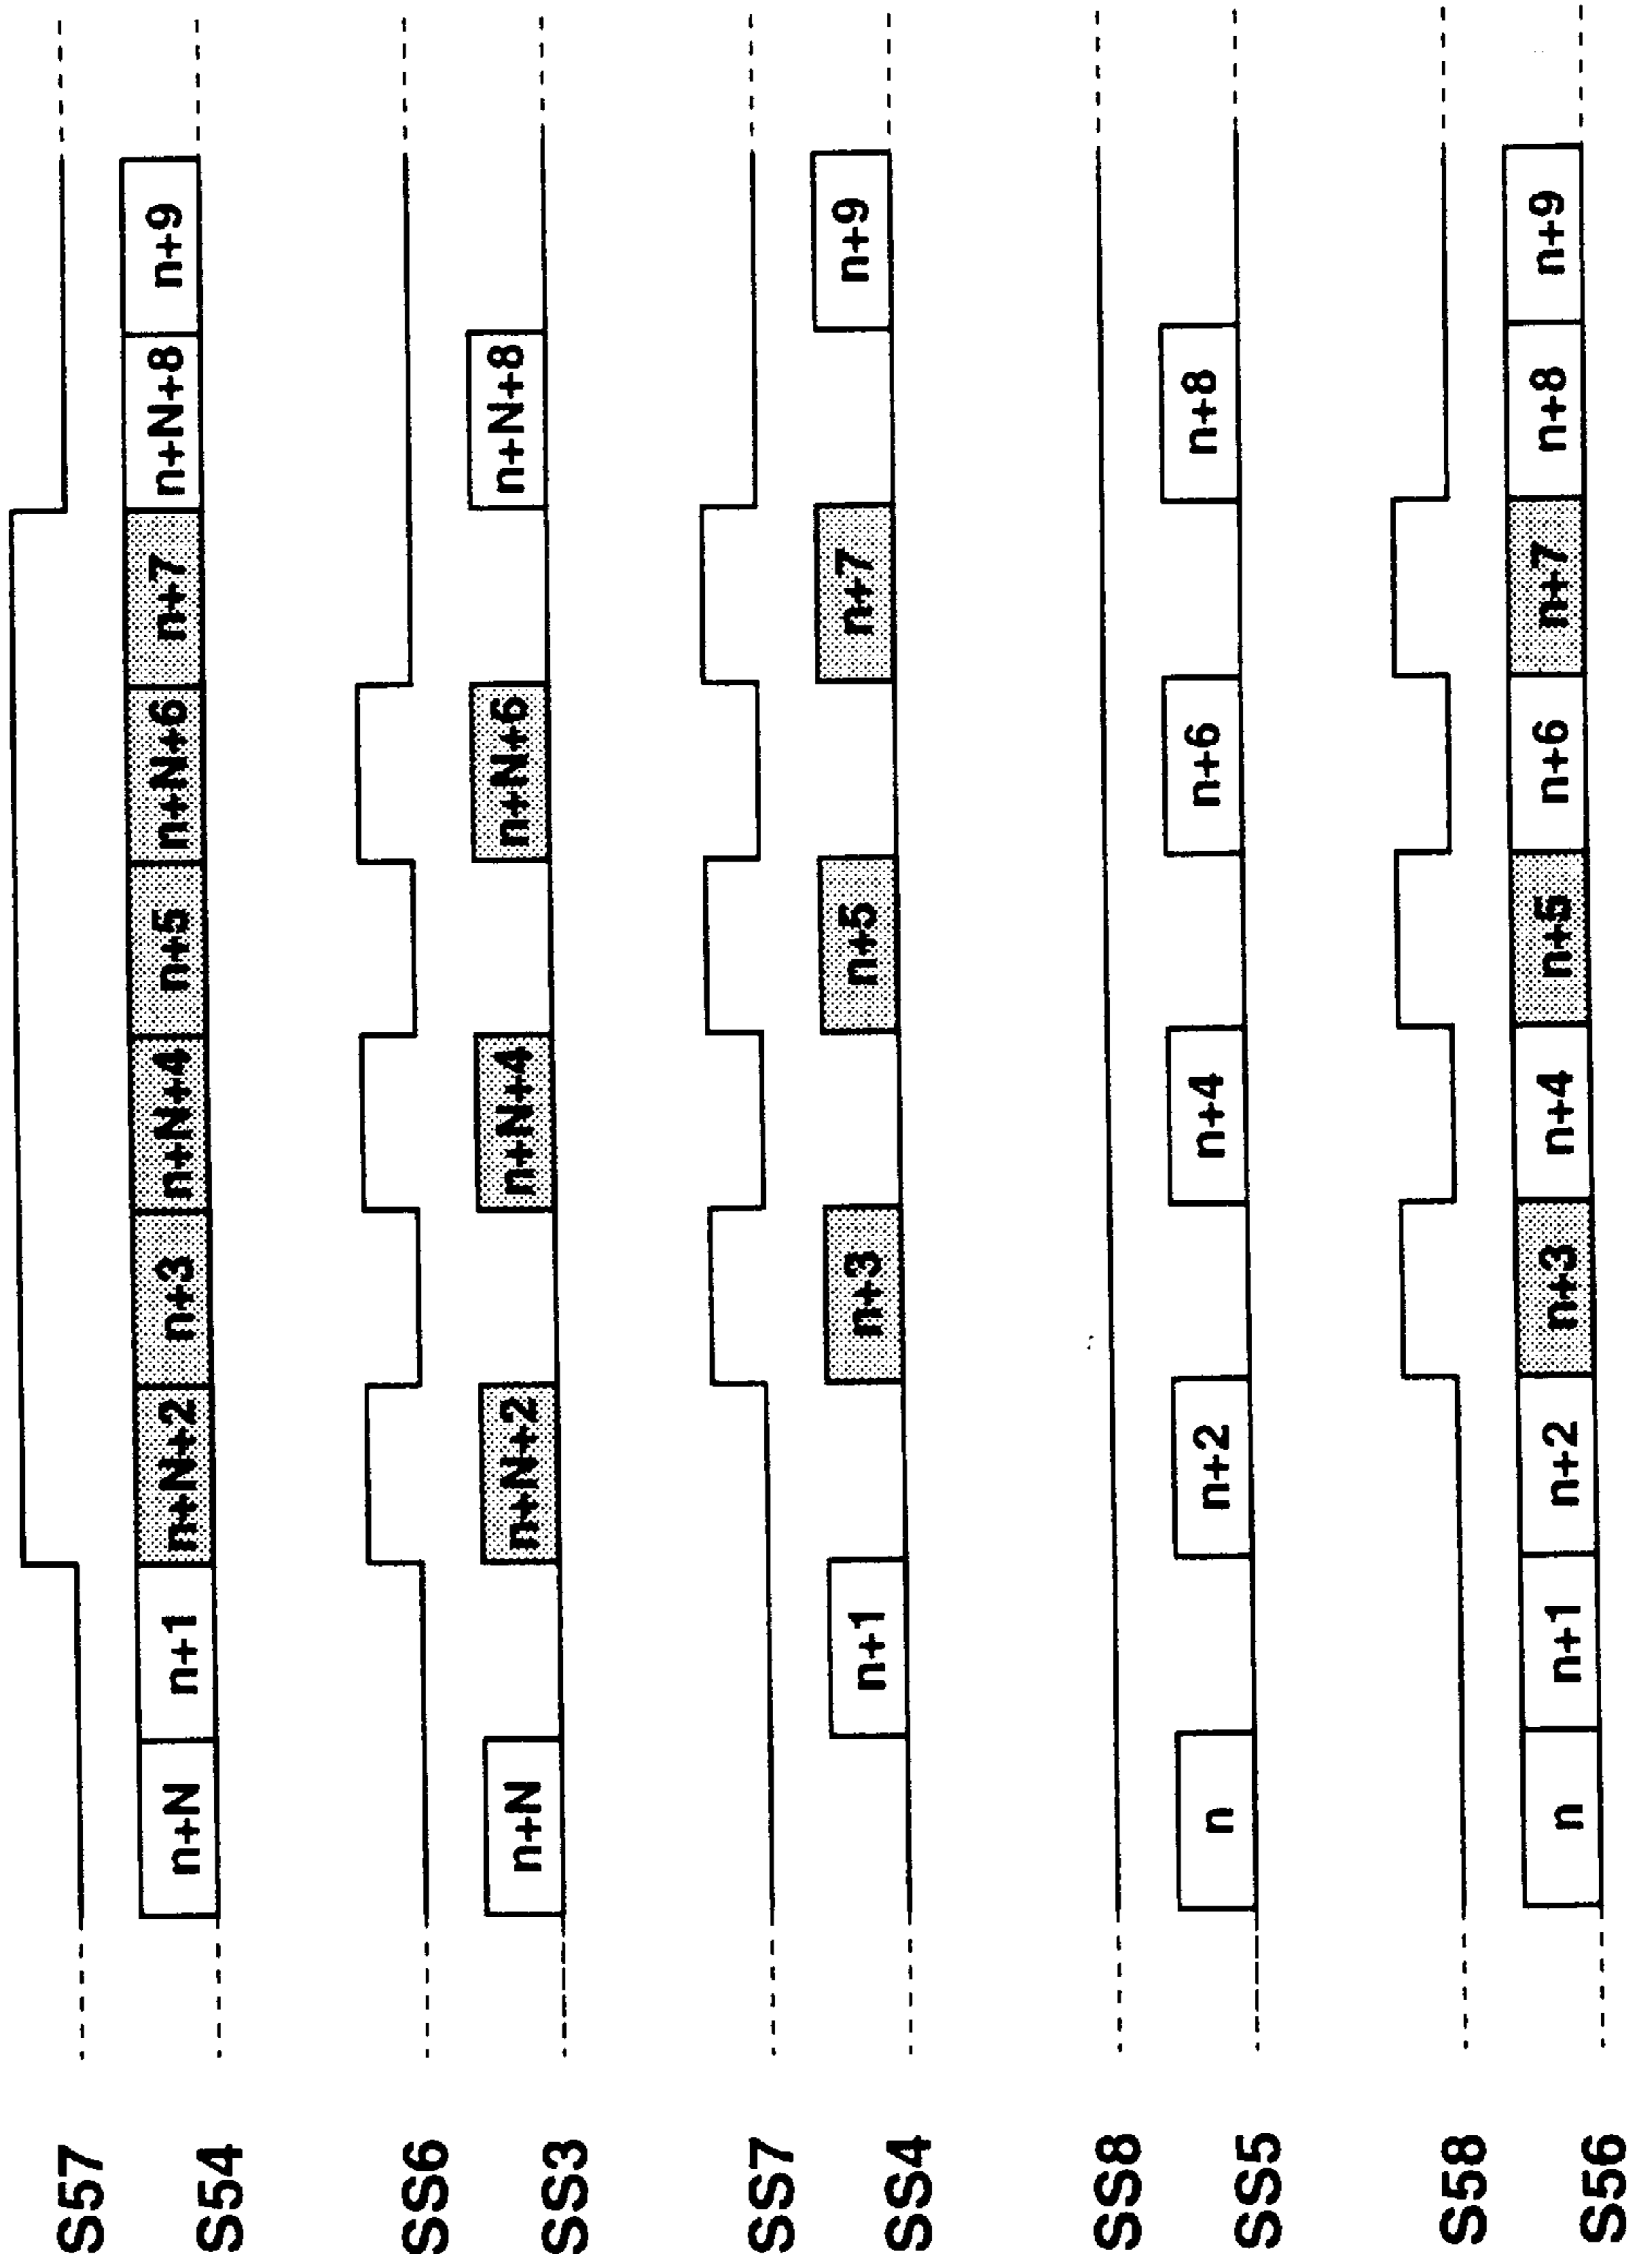 S57
S54 n+N n+1 n+N+2 n+3 n+N+4 n+5 n+N+6 n+7 n+N+8 n+9
SS6
SS3 n+N n+N+2 n+N+4 n+N+6 n+N+8
SS7
SS4 n+1 n+3 n+5 n+7 n+9
SS8
SS5 n n+2 n+4 n+6 n+8
S58
S56 n n+1 n+2 n+3 n+4 n+5 n+6 n+7 n+8 n+9